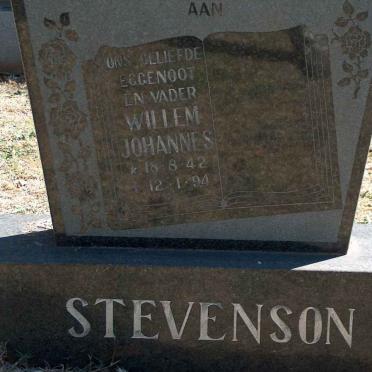 AAN
ONS GELIEFDE
EGGENOOT
EN VADER
WILLEM
JOHANNES
* 18·8·42
† 12·1·94
STEVENSON